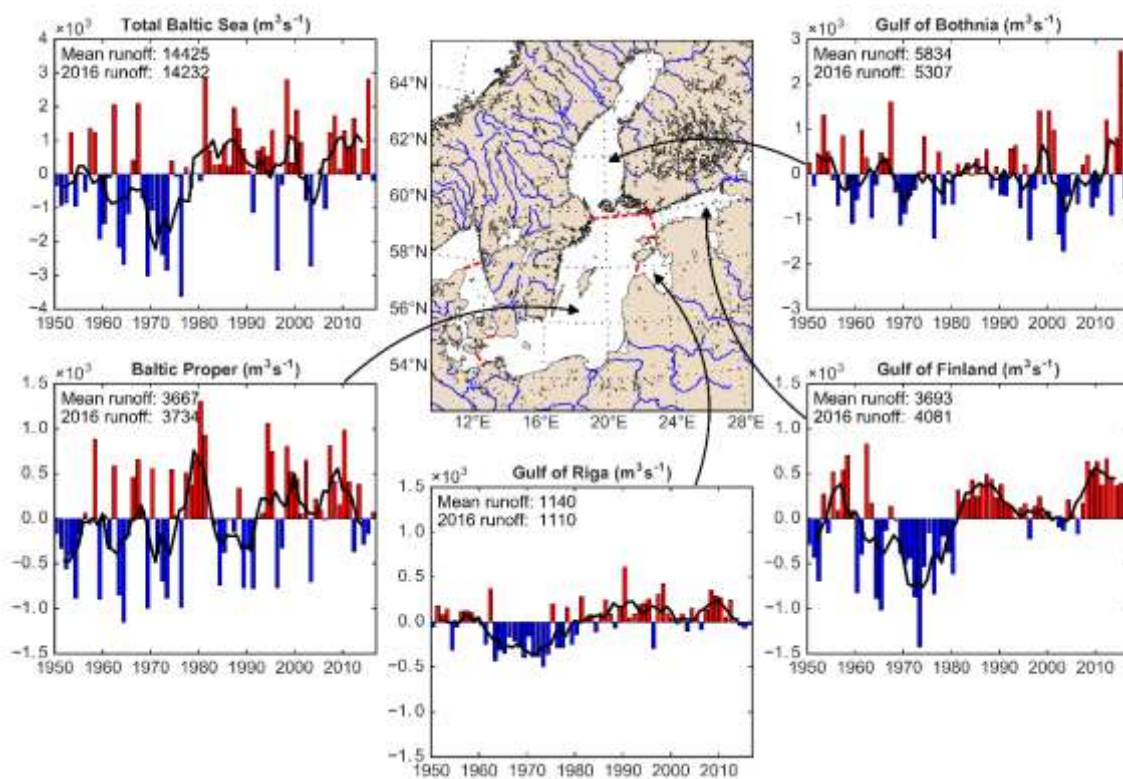 Total Baltic Sea (m³s⁻¹)
×10³
Mean runoff: 14425
2016 runoff: 14232
4
3
2
1
0
−1
−2
−3
−4
1950 1960 1970 1980 1990 2000 2010
64°N
62°N
60°N
58°N
56°N
54°N
12°E 16°E 20°E 24°E 28°E
Gulf of Bothnia (m³s⁻¹)
×10³
Mean runoff: 5834
2016 runoff: 5307
3
2
1
0
−1
−2
−3
1950 1960 1970 1980 1990 2000 2010
Baltic Proper (m³s⁻¹)
×10³
Mean runoff: 3667
2016 runoff: 3734
1.5
1.0
0.5
0.0
−0.5
−1.0
−1.5
1950 1960 1970 1980 1990 2000 2010
Gulf of Riga (m³s⁻¹)
×10³
Mean runoff: 1140
2016 runoff: 1110
1.5
1.0
0.5
0.0
−0.5
−1.0
−1.5
1950 1960 1970 1980 1990 2000 2010
Gulf of Finland (m³s⁻¹)
×10³
Mean runoff: 3693
2016 runoff: 4081
1.5
1.0
0.5
0.0
−0.5
−1.0
−1.5
1950 1960 1970 1980 1990 2000 2010